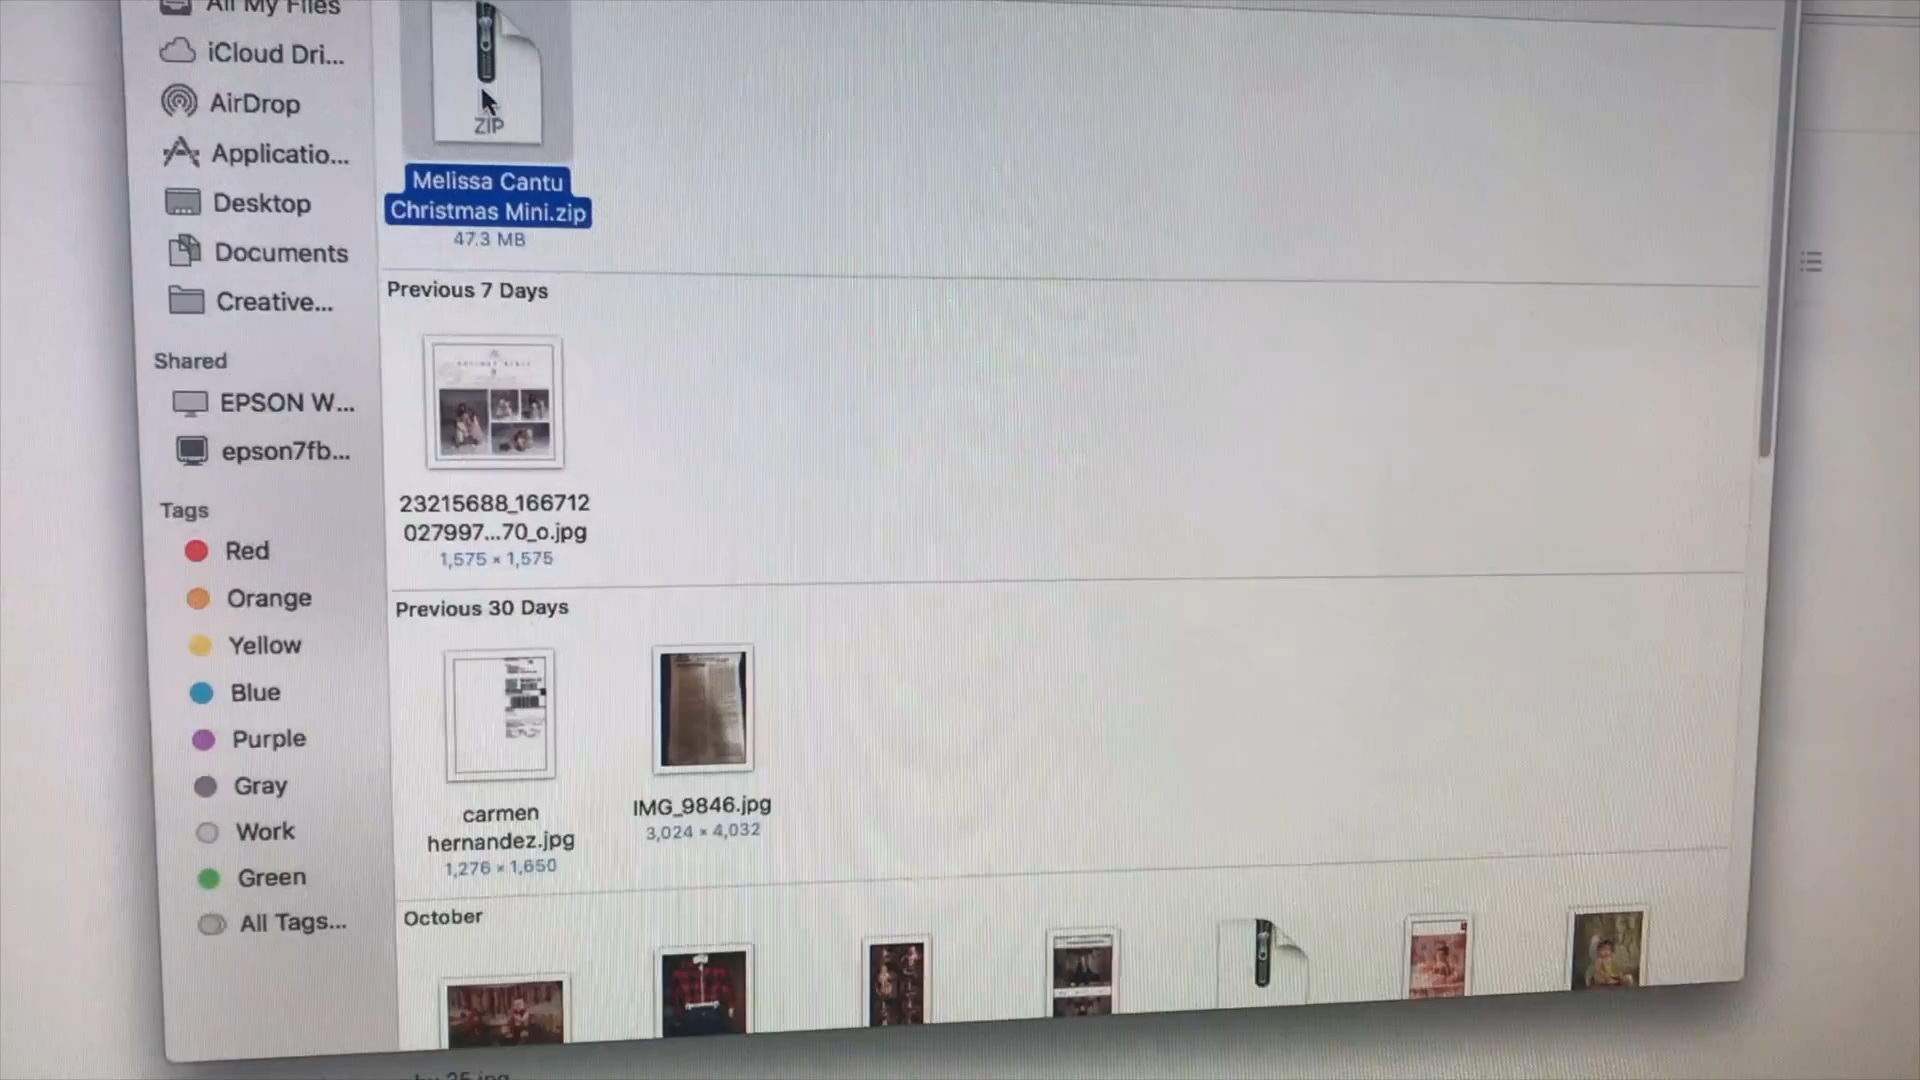 All My Files
iCloud Dri...
AirDrop
Applicatio...
Desktop
Documents
Creative...
Shared
EPSON W...
epson7fb...
Tags
Red
Orange
Yellow
Blue
Purple
Gray
Work
Green
All Tags...
ZIP
Melissa Cantu
Christmas Mini.zip
47.3 MB
Previous 7 Days
23215688_166712
027997...70_o.jpg
1,575 × 1,575
Previous 30 Days
carmen
hernandez.jpg
1,276 × 1,650
IMG_9846.jpg
3,024 × 4,032
October